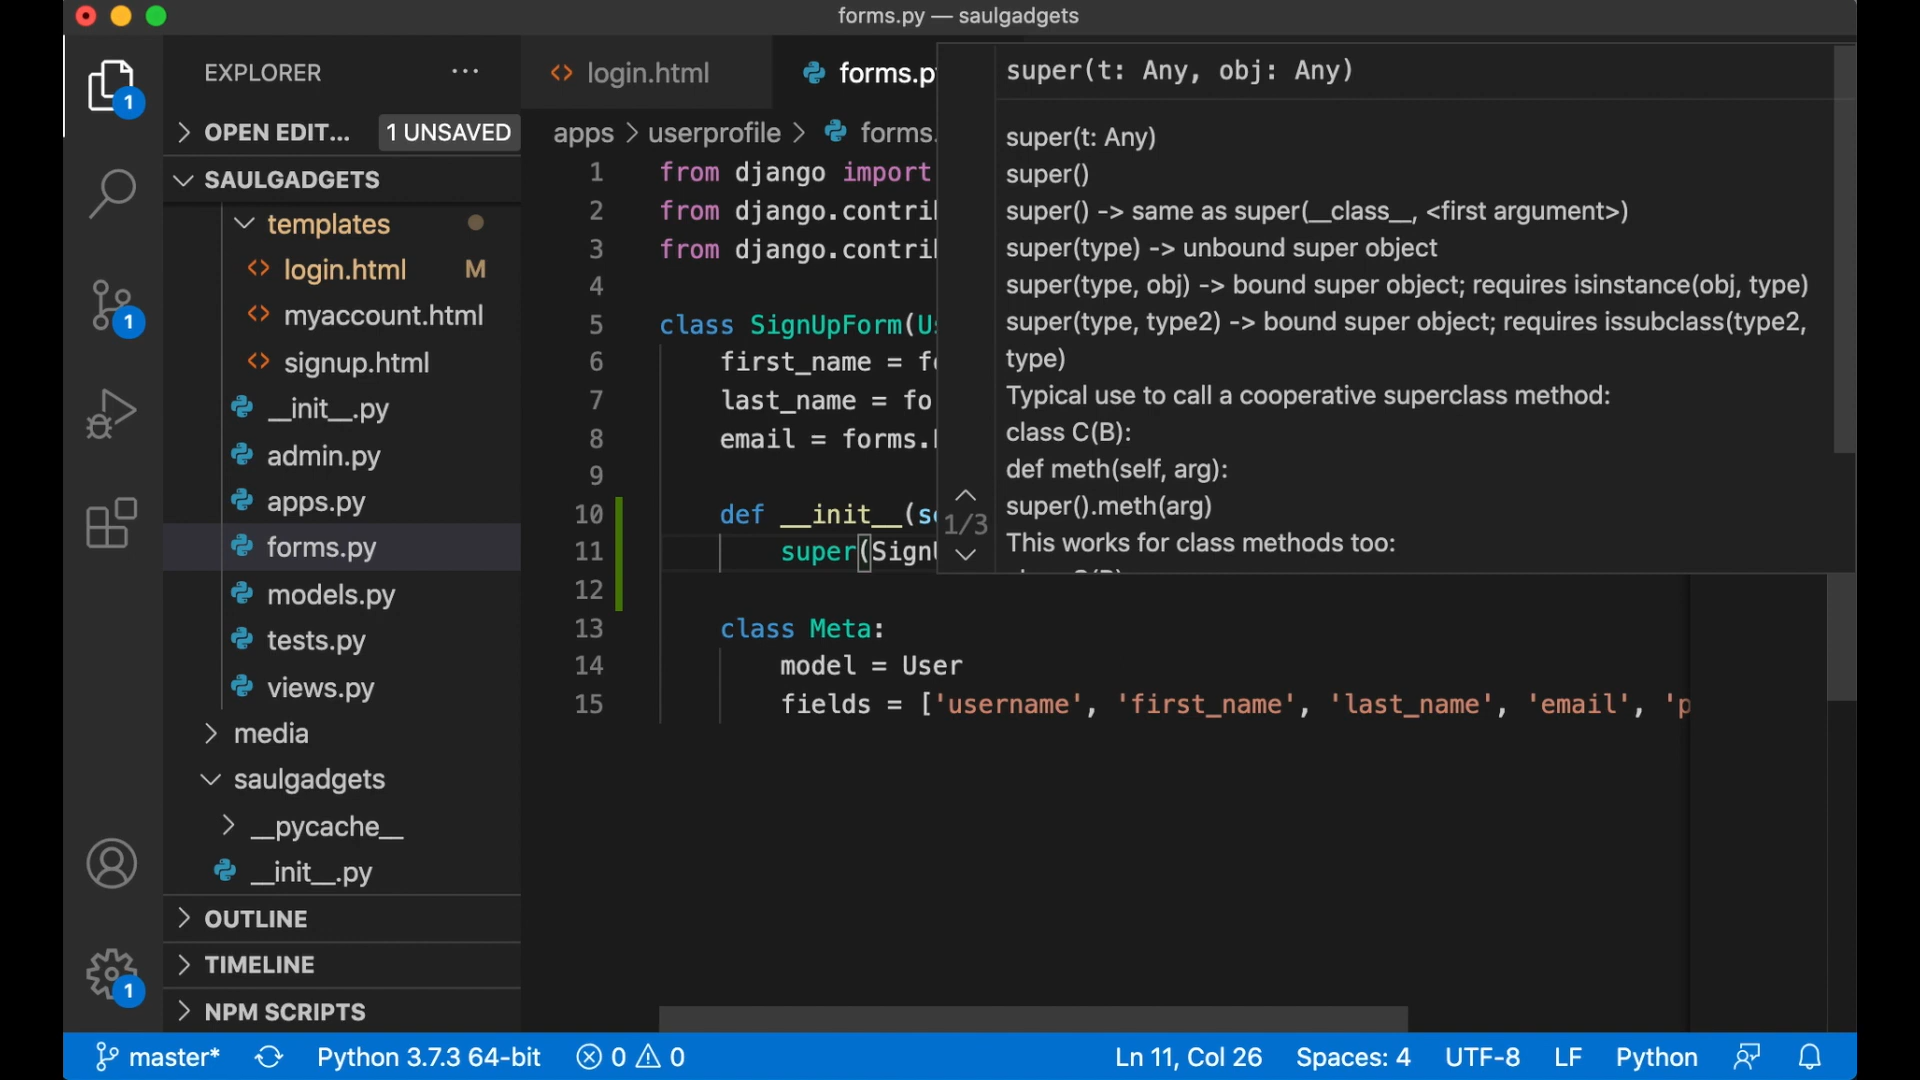 forms.py — saulgadgets
EXPLORER
OPEN EDIT...
1 UNSAVED
SAULGADGETS
templates
login.html M
myaccount.html
signup.html
__init__.py
admin.py
apps.py
forms.py
models.py
tests.py
views.py
media
saulgadgets
__pycache__
__init__.py
OUTLINE
TIMELINE
NPM SCRIPTS
1
1
1
login.html
forms.p
apps > userprofile > forms.
1 from django import
2 from django.contri
3 from django.contri
4
5 class SignUpForm(U
6 first_name = f
7 last_name = fo
8 email = forms.
9
10 def __init__(s
11 super(Sign
12
13 class Meta:
14 model = User
15 fields = ['username', 'first_name', 'last_name', 'email', 'p
1/3
super(t: Any, obj: Any)
super(t: Any)
super()
super() -> same as super(__class__, <first argument>)
super(type) -> unbound super object
super(type, obj) -> bound super object; requires isinstance(obj, type)
super(type, type2) -> bound super object; requires issubclass(type2,
type)
Typical use to call a cooperative superclass method:
class C(B):
def meth(self, arg):
super().meth(arg)
This works for class methods too:
master* Python 3.7.3 64-bit 0 0 Ln 11, Col 26 Spaces: 4 UTF-8 LF Python